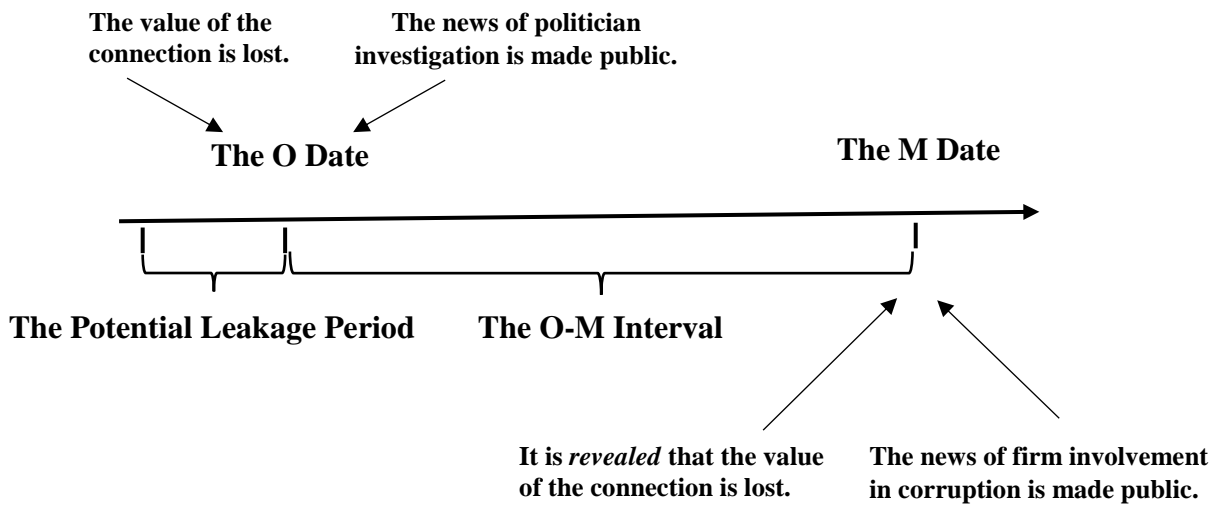 The value of the
connection is lost.
The news of politician
investigation is made public.
The O Date
The M Date
The Potential Leakage Period
The O-M Interval
It is revealed that the value
of the connection is lost.
The news of firm involvement
in corruption is made public.